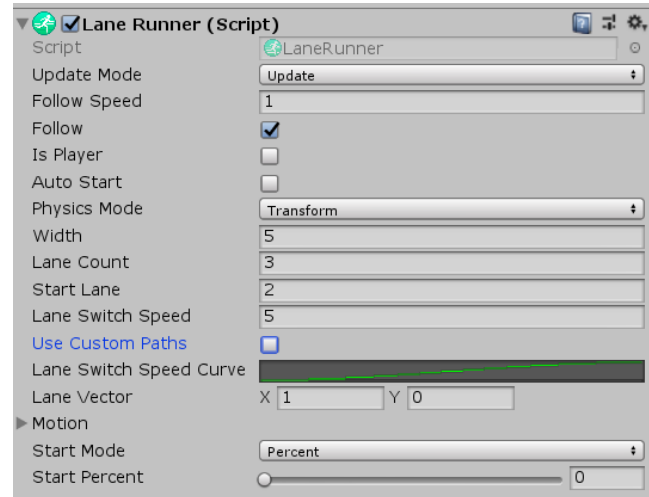 Lane Runner (Script)
Script LaneRunner
Update Mode Update
Follow Speed 1
Follow
Is Player
Auto Start
Physics Mode Transform
Width 5
Lane Count 3
Start Lane 2
Lane Switch Speed 5
Use Custom Paths
Lane Switch Speed Curve
Lane Vector X 1 Y 0
Motion
Start Mode Percent
Start Percent 0